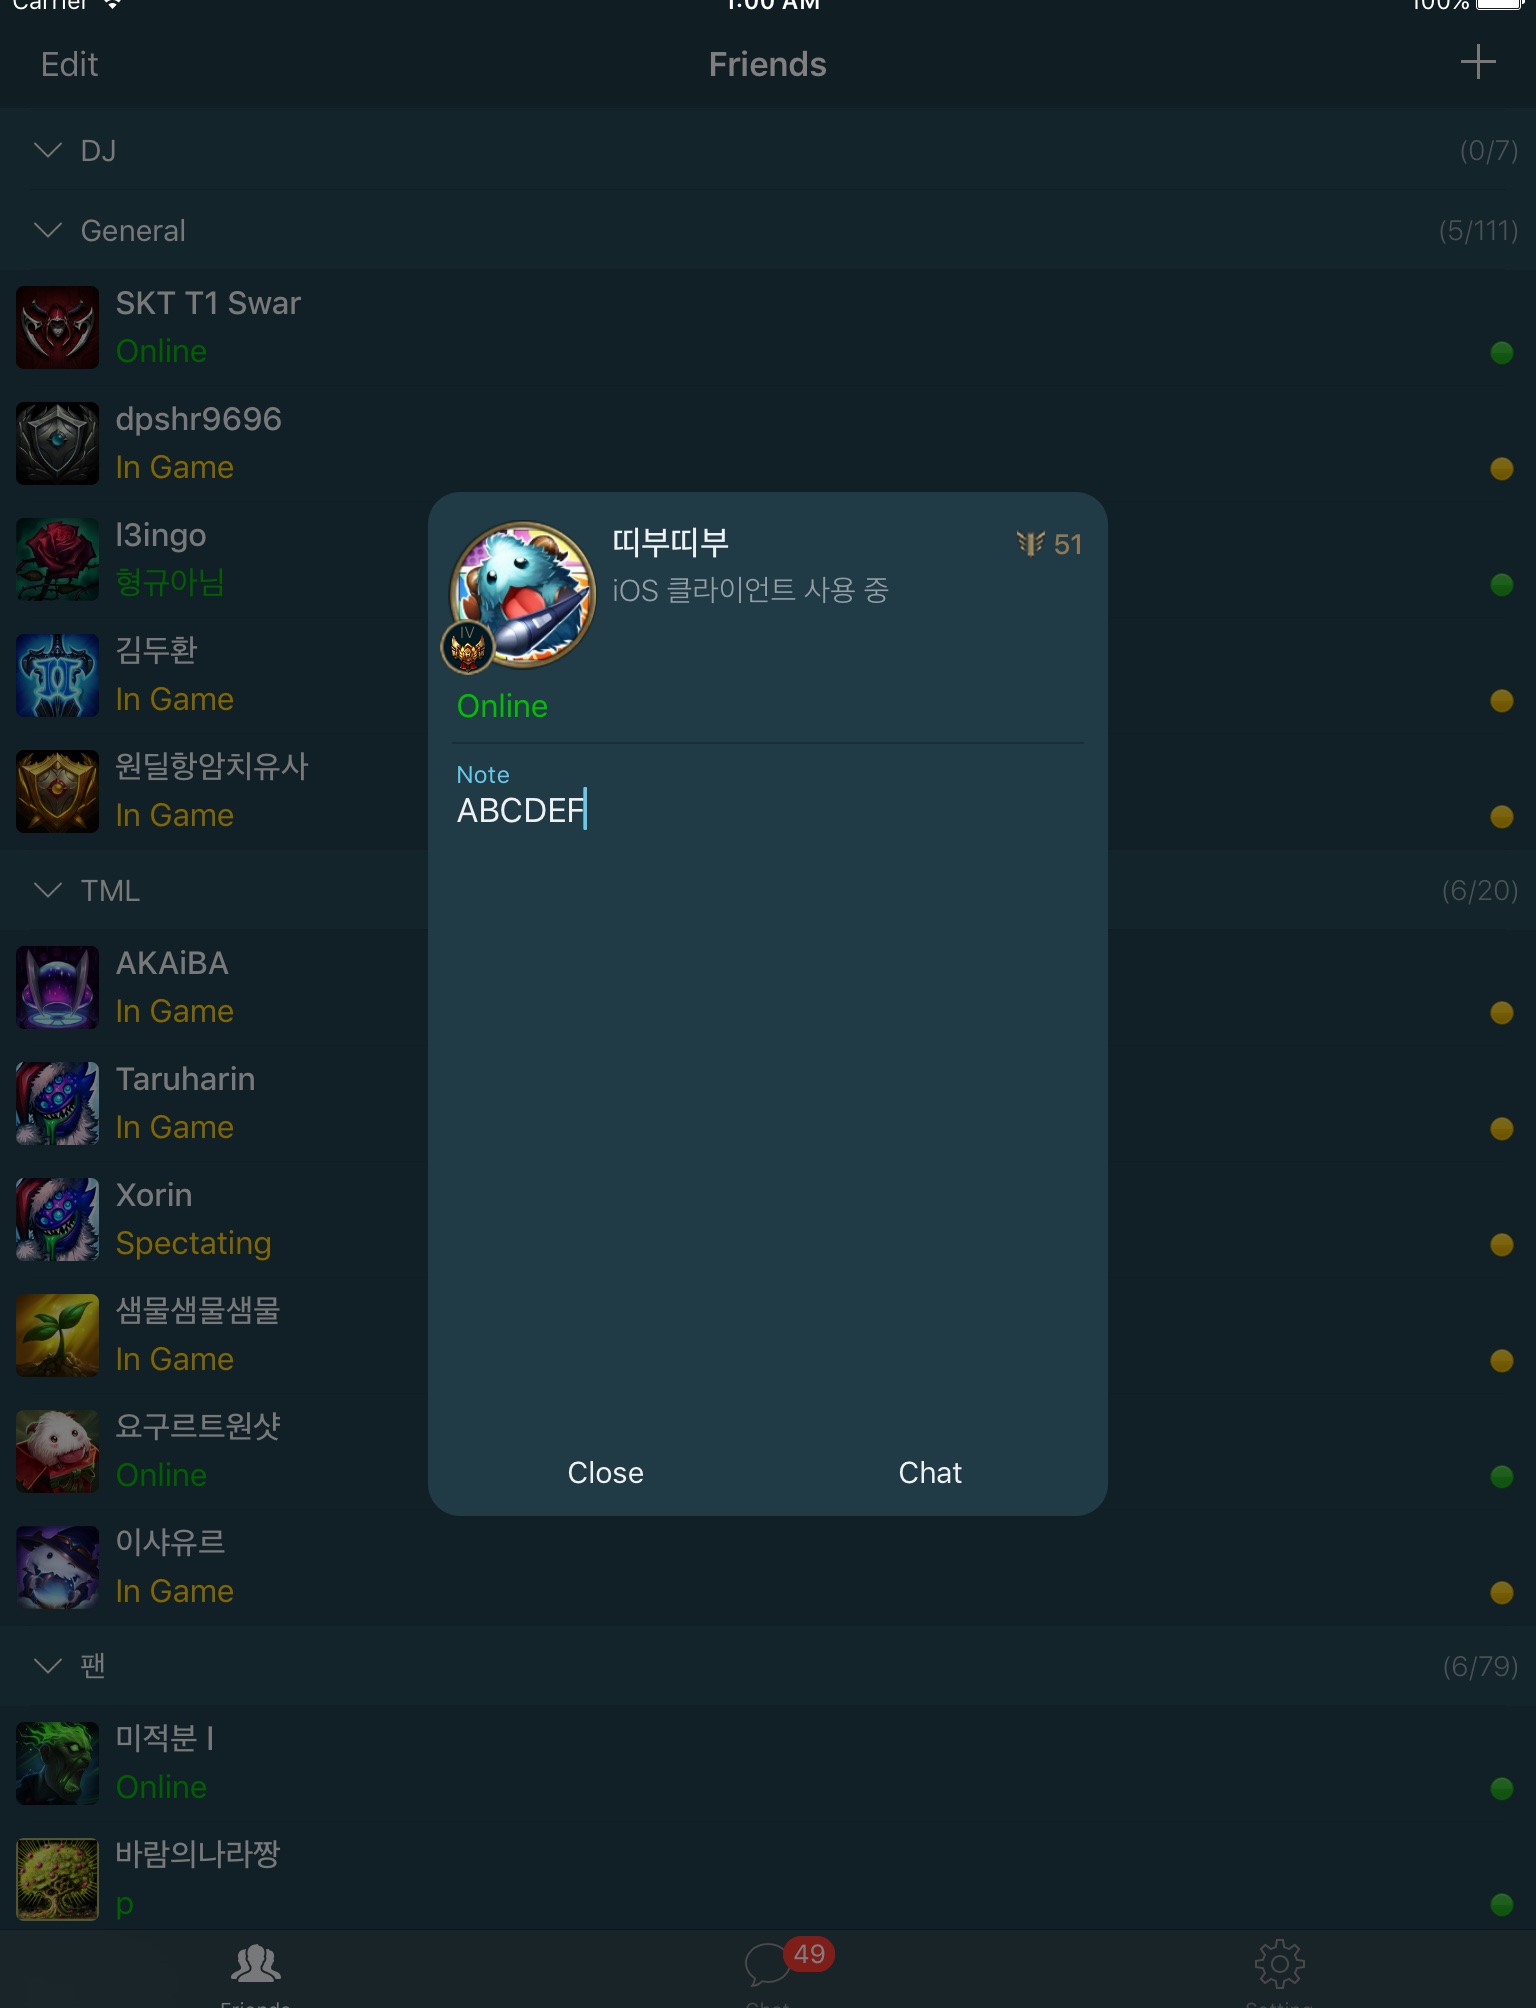 Carrier 1:00 AM 100%
Edit Friends
DJ (0/7)
General (5/111)
SKT T1 Swar
Online
dpshr9696
In Game
l3ingo
형규아님
김두환
In Game
원딜항암치유사
In Game
띠부띠부 51
iOS 클라이언트 사용 중
IV
Online
Note
ABCDEF
Close Chat
TML (6/20)
AKAiBA
In Game
Taruharin
In Game
Xorin
Spectating
샘물샘물샘물
In Game
요구르트원샷
Online
이샤유르
In Game
팬 (6/79)
미적분 I
Online
바람의나라짱
p
49
Friends Chat Setting